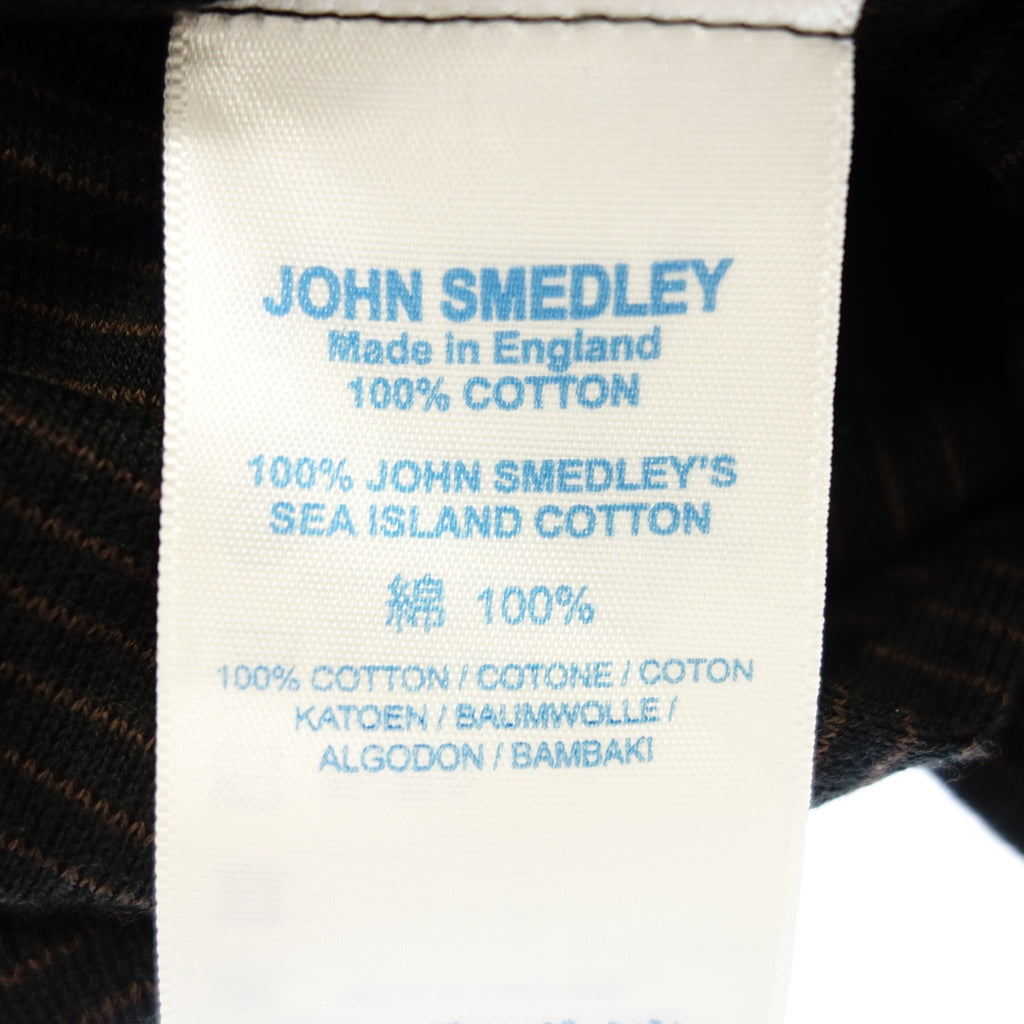 JOHN SMEDLEY
Made in England
100% COTTON
100% JOHN SMEDLEY'S
SEA ISLAND COTTON
綿 100%
100% COTTON / COTONE / COTON
KATOEN / BAUMWOLLE /
ALGODON / BAMBAKI